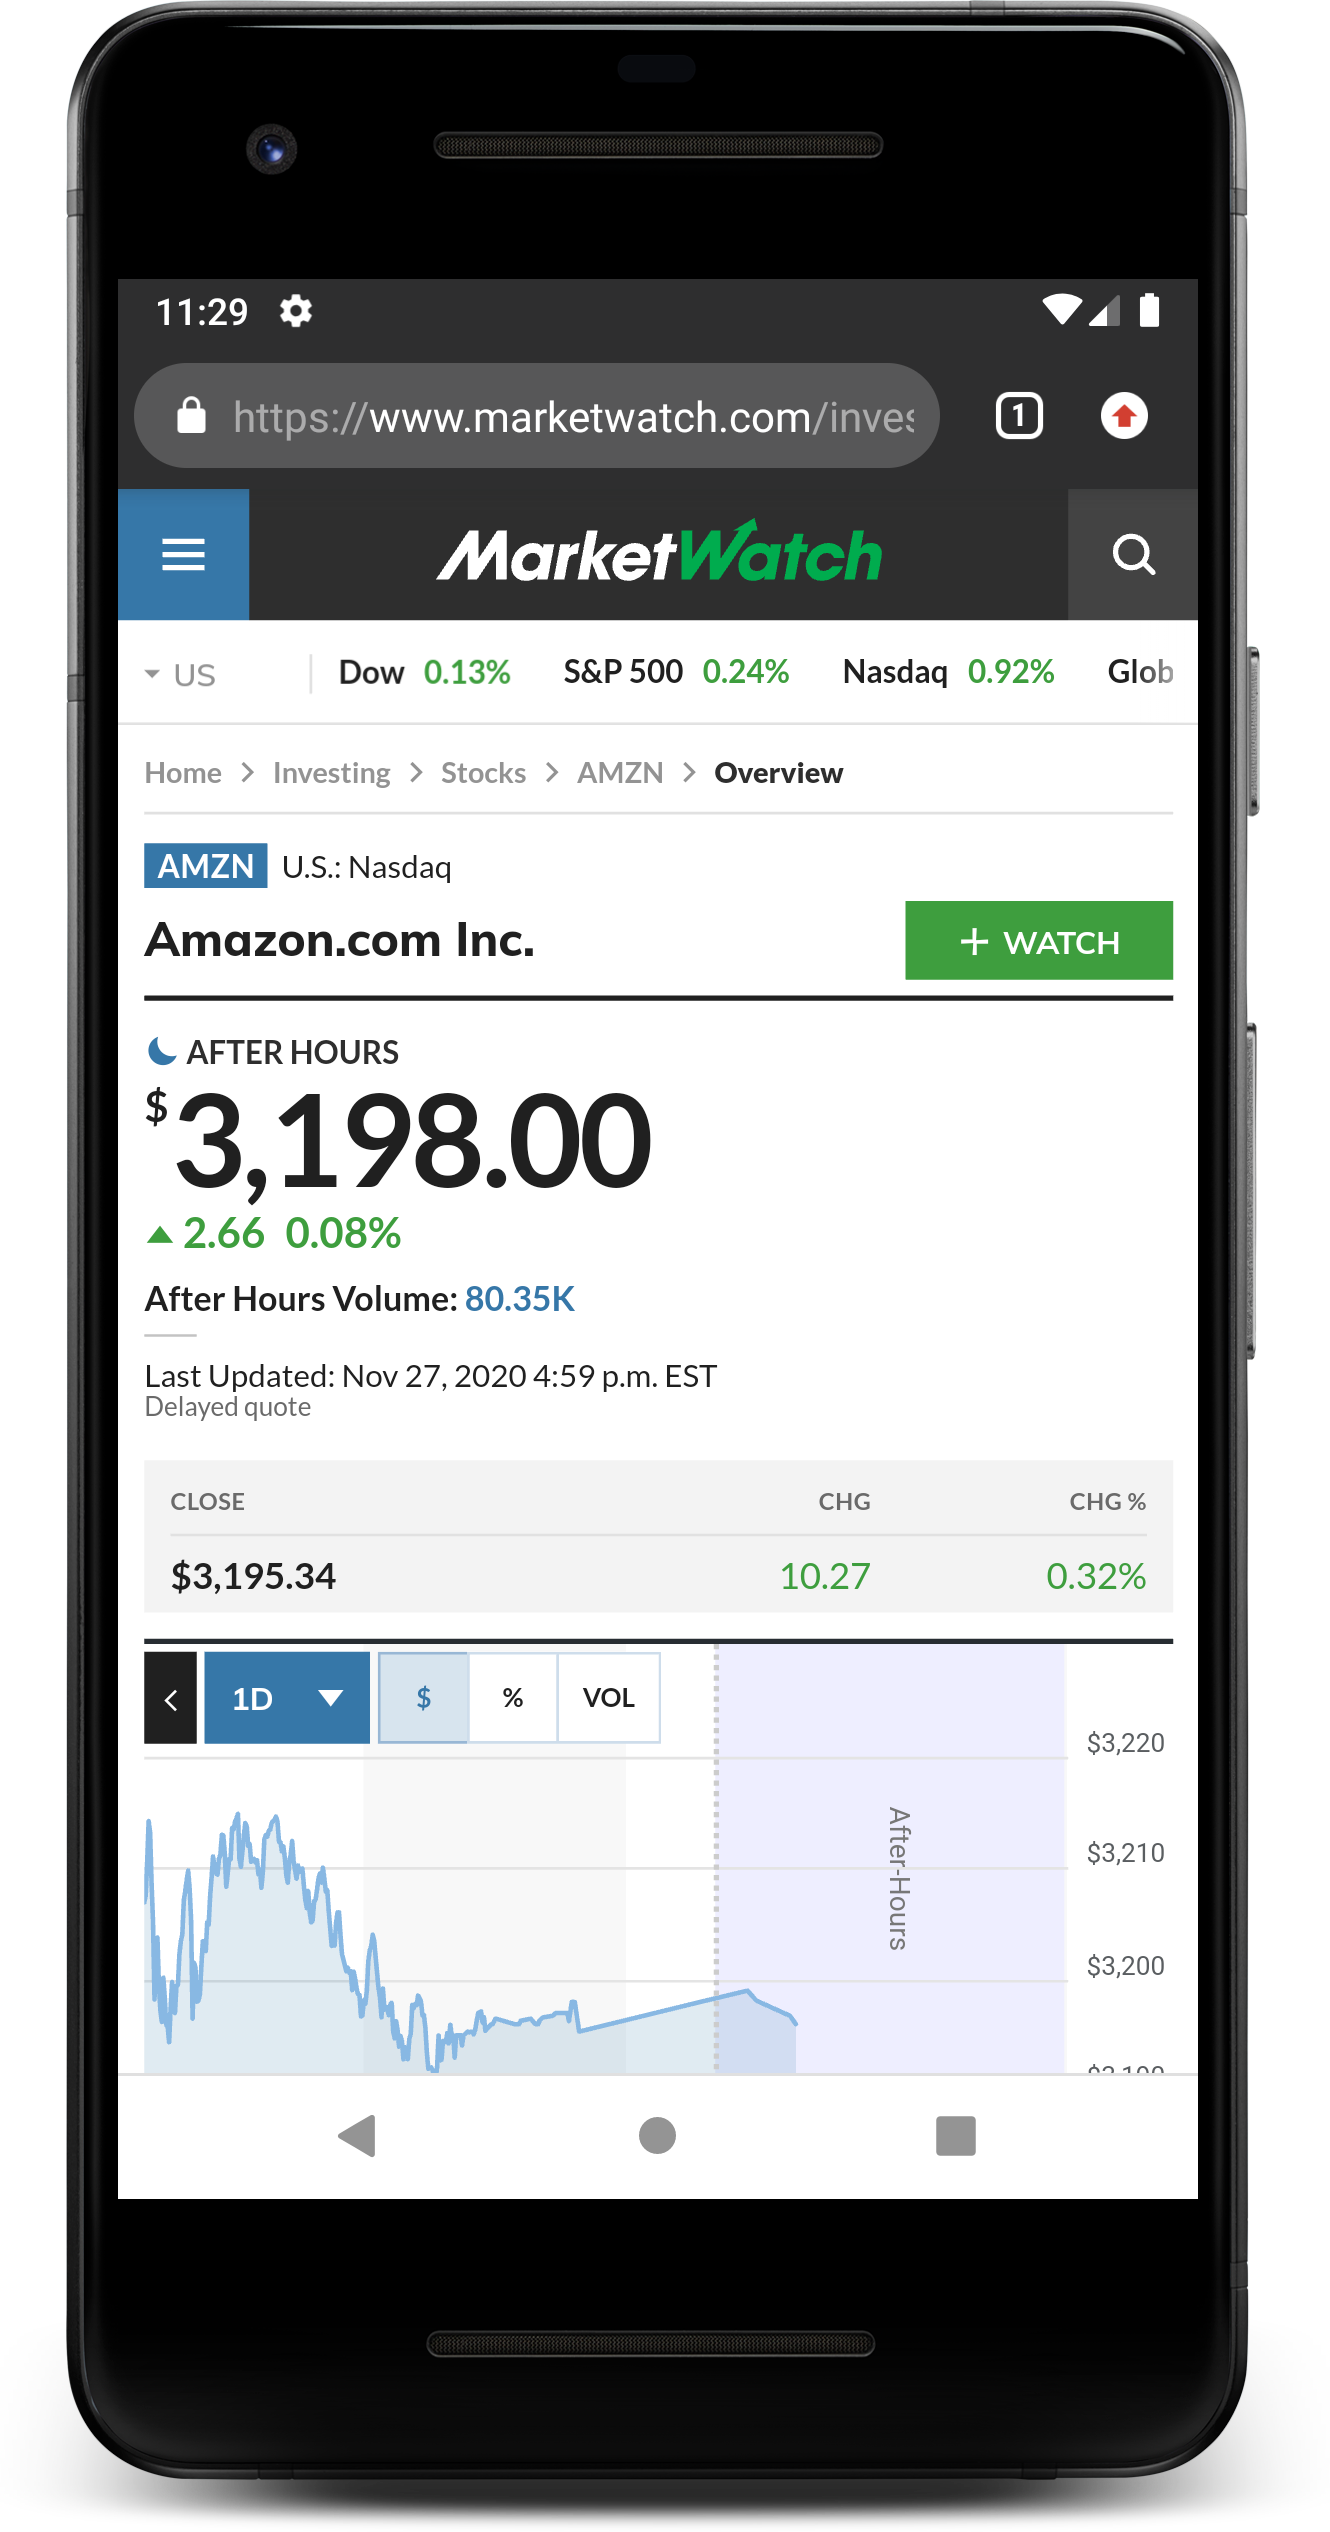 11:29
https://www.marketwatch.com/inves
1
MarketWatch
US Dow 0.13% S&P 500 0.24% Nasdaq 0.92% Glob
Home > Investing > Stocks > AMZN > Overview
AMZN U.S.: Nasdaq
Amazon.com Inc.
+ WATCH
AFTER HOURS
$3,198.00
2.66 0.08%
After Hours Volume: 80.35K
Last Updated: Nov 27, 2020 4:59 p.m. EST
Delayed quote
CLOSE CHG CHG %
$3,195.34 10.27 0.32%
1D $ % VOL
$3,220
After-Hours
$3,210
$3,200